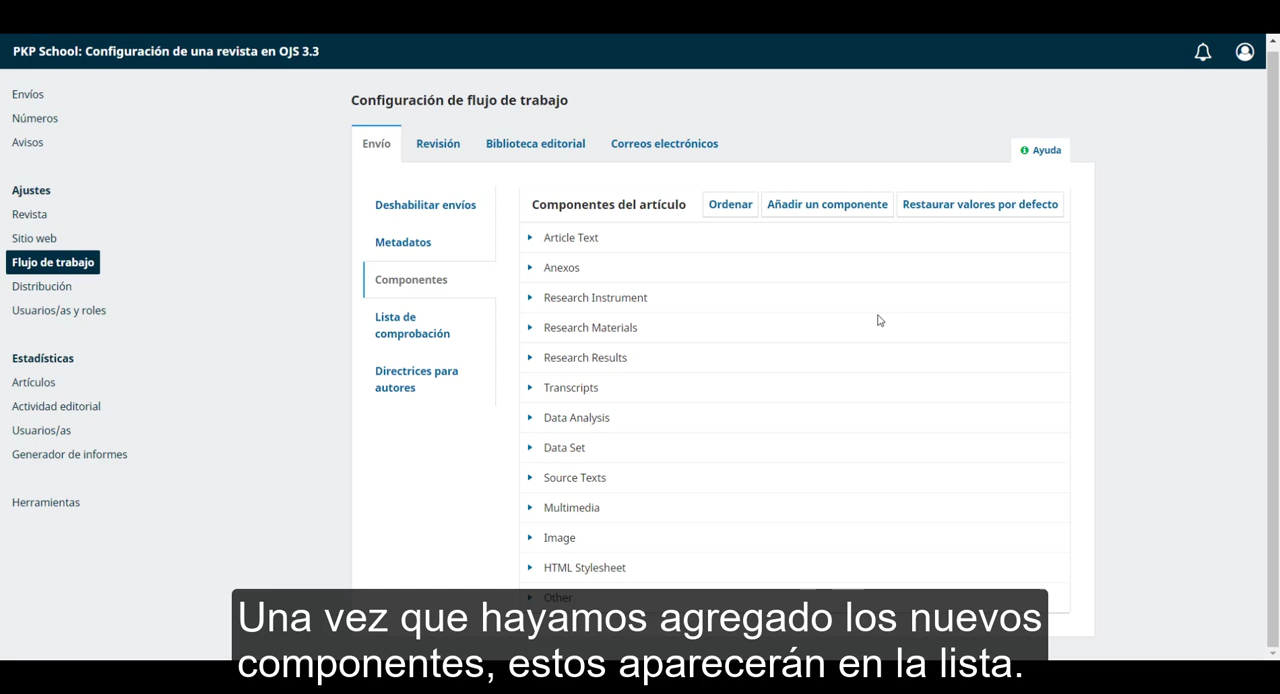 PKP School: Configuración de una revista en OJS 3.3
Envíos
Números
Avisos
Ajustes
Revista
Sitio web
Flujo de trabajo
Distribución
Usuarios/as y roles
Estadísticas
Artículos
Actividad editorial
Usuarios/as
Generador de informes
Herramientas
Configuración de flujo de trabajo
Envío
Revisión
Biblioteca editorial
Correos electrónicos
Ayuda
Deshabilitar envíos
Metadatos
Componentes
Lista de
comprobación
Directrices para
autores
Componentes del artículo
Ordenar
Añadir un componente
Restaurar valores por defecto
Article Text
Anexos
Research Instrument
Research Materials
Research Results
Transcripts
Data Analysis
Data Set
Source Texts
Multimedia
Image
HTML Stylesheet
Other
Una vez que hayamos agregado los nuevos
componentes, estos aparecerán en la lista.